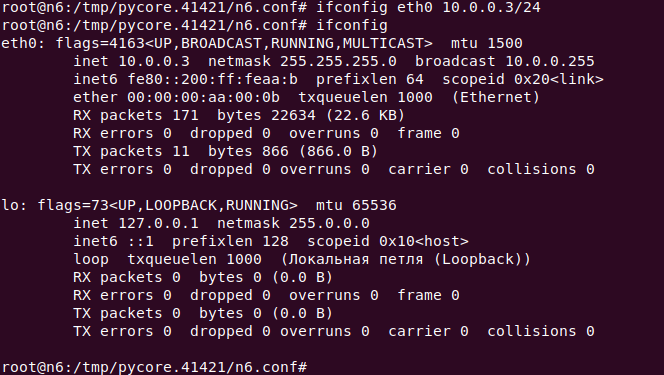 root@n6:/tmp/pycore.41421/n6.conf# ifconfig eth0 10.0.0.3/24
root@n6:/tmp/pycore.41421/n6.conf# ifconfig
eth0: flags=4163<UP,BROADCAST,RUNNING,MULTICAST>  mtu 1500
        inet 10.0.0.3  netmask 255.255.255.0  broadcast 10.0.0.255
        inet6 fe80::200:ff:feaa:b  prefixlen 64  scopeid 0x20<link>
        ether 00:00:00:aa:00:0b  txqueuelen 1000  (Ethernet)
        RX packets 171  bytes 22634 (22.6 KB)
        RX errors 0  dropped 0  overruns 0  frame 0
        TX packets 11  bytes 866 (866.0 B)
        TX errors 0  dropped 0 overruns 0  carrier 0  collisions 0

lo: flags=73<UP,LOOPBACK,RUNNING>  mtu 65536
        inet 127.0.0.1  netmask 255.0.0.0
        inet6 ::1  prefixlen 128  scopeid 0x10<host>
        loop  txqueuelen 1000  (Локальная петля (Loopback))
        RX packets 0  bytes 0 (0.0 B)
        RX errors 0  dropped 0  overruns 0  frame 0
        TX packets 0  bytes 0 (0.0 B)
        TX errors 0  dropped 0 overruns 0  carrier 0  collisions 0

root@n6:/tmp/pycore.41421/n6.conf#